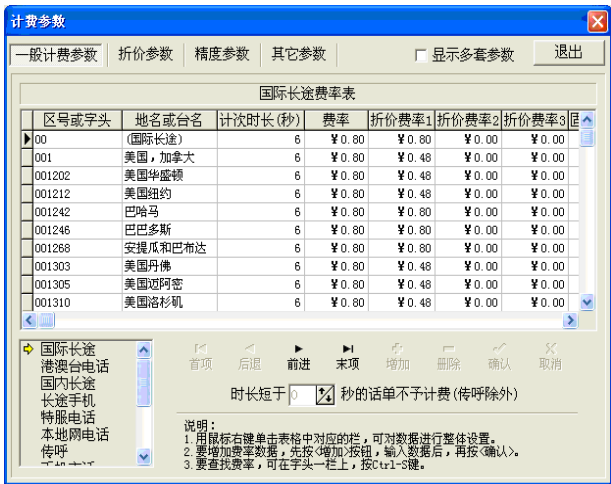 计费参数
一般计费参数 折价参数 精度参数 其它参数 显示多套参数 退出
国际长途费率表
区号或字头 地名或台名 计次时长(秒) 费率 折价费率1 折价费率2 折价费率3
00 (国际长途) 6 ¥0.80 ¥0.80 ¥0.00 ¥0.00
001 美国，加拿大 6 ¥0.80 ¥0.48 ¥0.00 ¥0.00
001202 美国华盛顿 6 ¥0.80 ¥0.48 ¥0.00 ¥0.00
001212 美国纽约 6 ¥0.80 ¥0.48 ¥0.00 ¥0.00
001242 巴哈马 6 ¥0.80 ¥0.80 ¥0.00 ¥0.00
001246 巴巴多斯 6 ¥0.80 ¥0.80 ¥0.00 ¥0.00
001268 安提瓜和巴布达 6 ¥0.80 ¥0.80 ¥0.00 ¥0.00
001303 美国丹佛 6 ¥0.80 ¥0.48 ¥0.00 ¥0.00
001305 美国迈阿密 6 ¥0.80 ¥0.48 ¥0.00 ¥0.00
001310 美国洛杉矶 6 ¥0.80 ¥0.48 ¥0.00 ¥0.00
国际长途
港澳台电话
国内长途
长途手机
特服电话
本地网电话
传呼
首项 后退 前进 末项 增加 删除 确认 取消
时长短于 0 秒的话单不予计费(传呼除外)
说明：
1.用鼠标右键单击表格中对应的栏，可对数据进行整体设置。
2.要增加费率数据，先按<增加>按钮，输入数据后，再按<确认>。
3.要查找费率，可在字头一栏上，按Ctrl-S键。